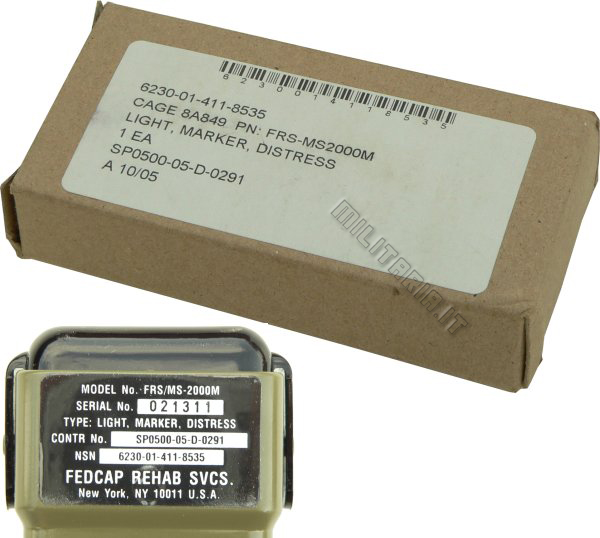 6230014118535
6230-01-411-8535
CAGE 8A849 PN: FRS-MS2000M
LIGHT, MARKER, DISTRESS
1 EA
SP0500-05-D-0291
A 10/05
MILITARIA.IT
MODEL No. FRS/MS-2000M
SERIAL No. 021311
TYPE: LIGHT, MARKER, DISTRESS
CONTR No. SP0500-05-D-0291
NSN 6230-01-411-8535
FEDCAP REHAB SVCS.
New York, NY 10011 U.S.A.